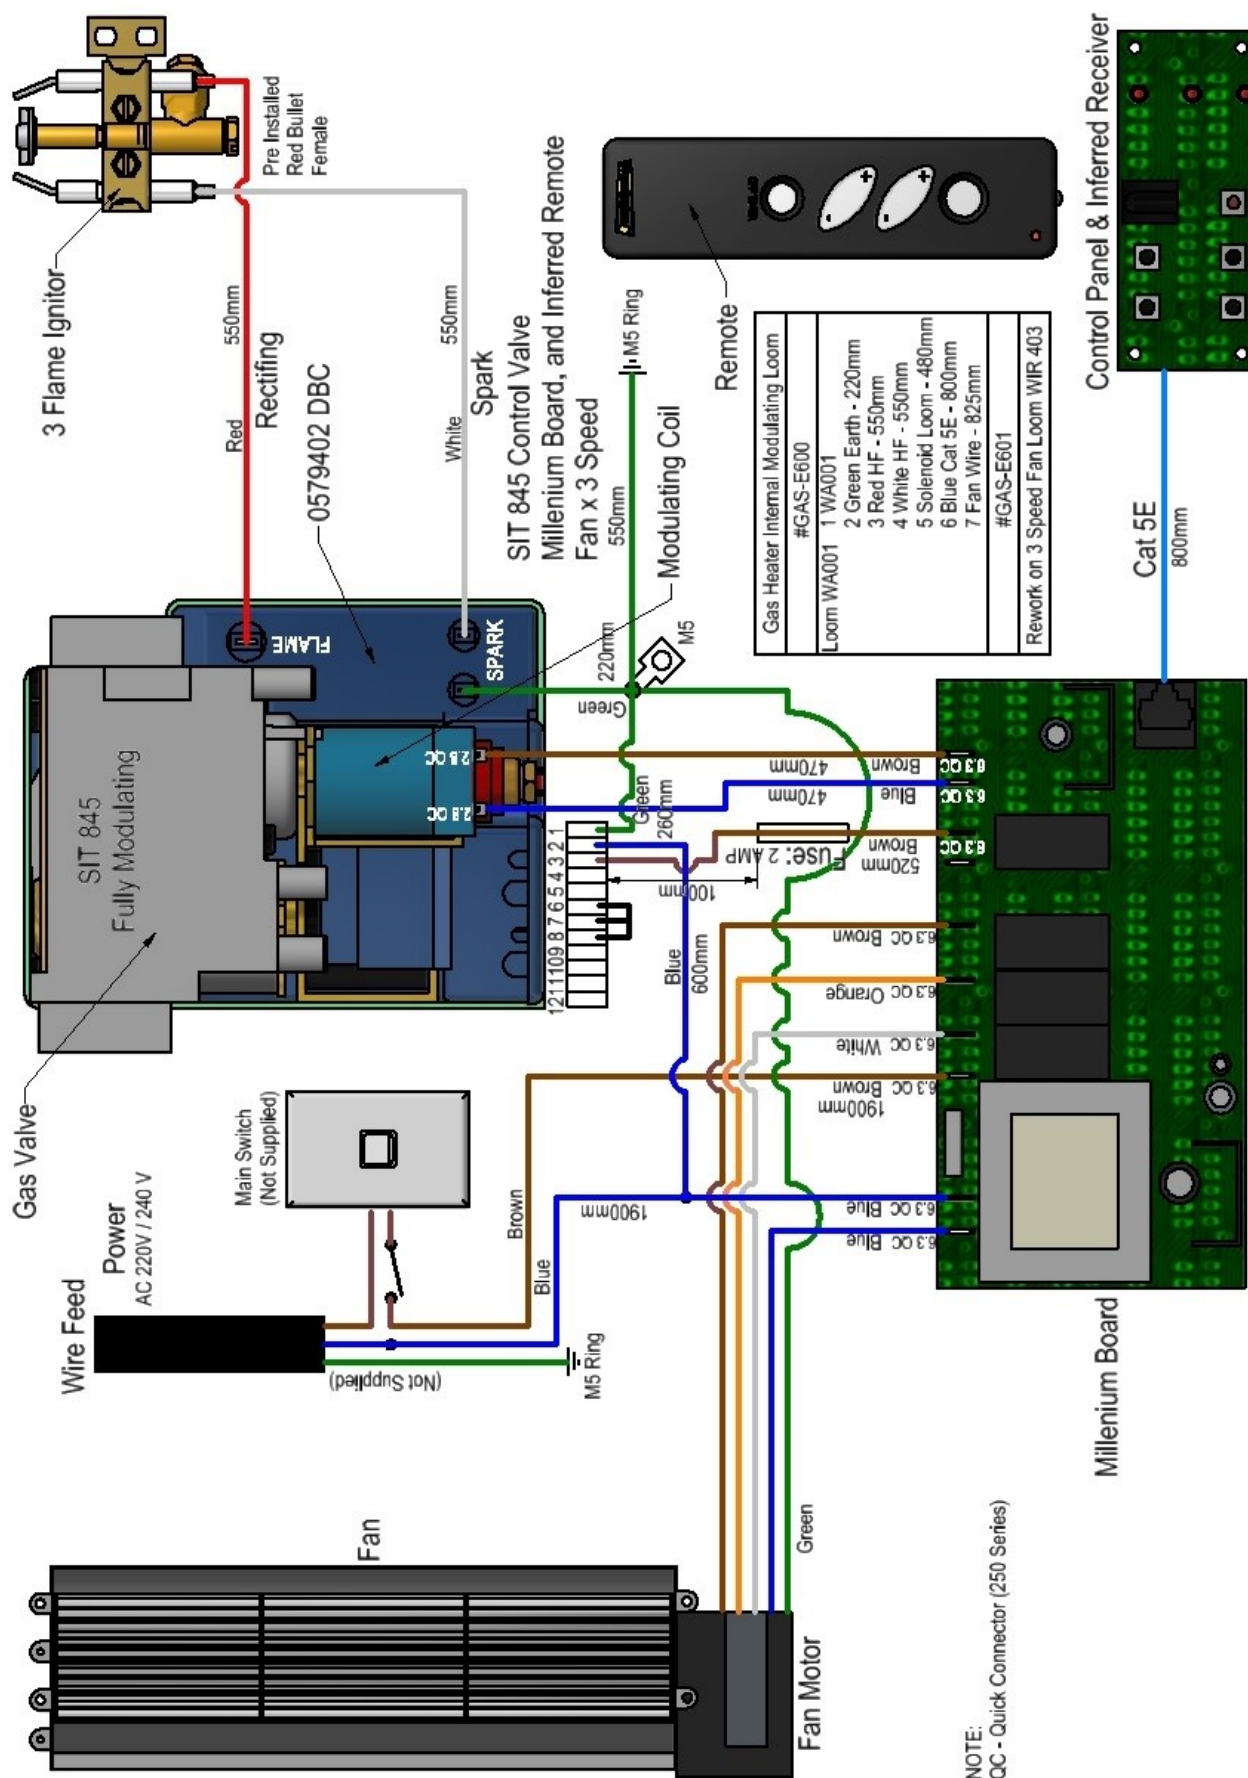 3 Flame Ignitor
Pre Installed
Red Bullet
Female
Red
550mm
Rectifing
White
550mm
Spark
0579402 DBC
SIT 845 Control Valve
Millenium Board, and Inferred Remote
Fan x 3 Speed
Modulating Coil
Gas Valve
SIT 845
Fully Modulating
FLAME
SPARK
2.8 QC
2.8 QC
1 2 3 4 5 6 7 8 9 10 11 12
220mm
Green
550mm
M5 Ring
M5
Green
260mm
Remote
Gas Heater Internal Modulating Loom
#GAS-E600
Loom WA001 1 WA001
2 Green Earth - 220mm
3 Red HF - 550mm
4 White HF - 550mm
5 Solenoid Loom - 480mm
6 Blue Cat 5E - 800mm
7 Fan Wire - 825mm
#GAS-E601
Rework on 3 Speed Fan Loom WIR 403
Control Panel & Inferred Receiver
Cat 5E
800mm
Power
AC 220V / 240 V
Wire Feed
Main Switch
(Not Supplied)
Brown
Blue
(Not Supplied)
M5 Ring
1900mm
Blue
600mm
100mm
Fuse: 2 AMP
470mm
Brown
6.3 QC
470mm
Blue
6.3 QC
520mm
Brown
6.3 QC
6.3 QC Brown
6.3 QC Orange
6.3 QC White
1900mm
6.3 QC Brown
6.3 QC Blue
6.3 QC Blue
Millenium Board
Fan
Fan Motor
Green
NOTE:
QC - Quick Connector (250 Series)